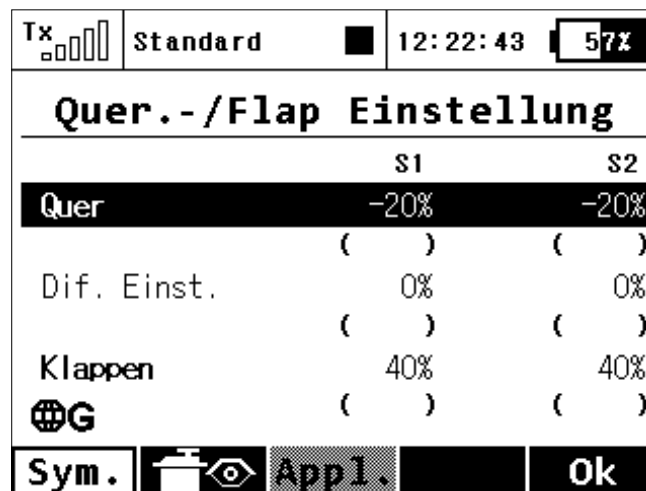 Tx Standard 12:22:43 57%
Quer.-/Flap Einstellung
S1 S2
Quer -20% -20%
( ) ( )
Dif. Einst. 0% 0%
( ) ( )
Klappen 40% 40%
G ( ) ( )
Sym. Appl. Ok